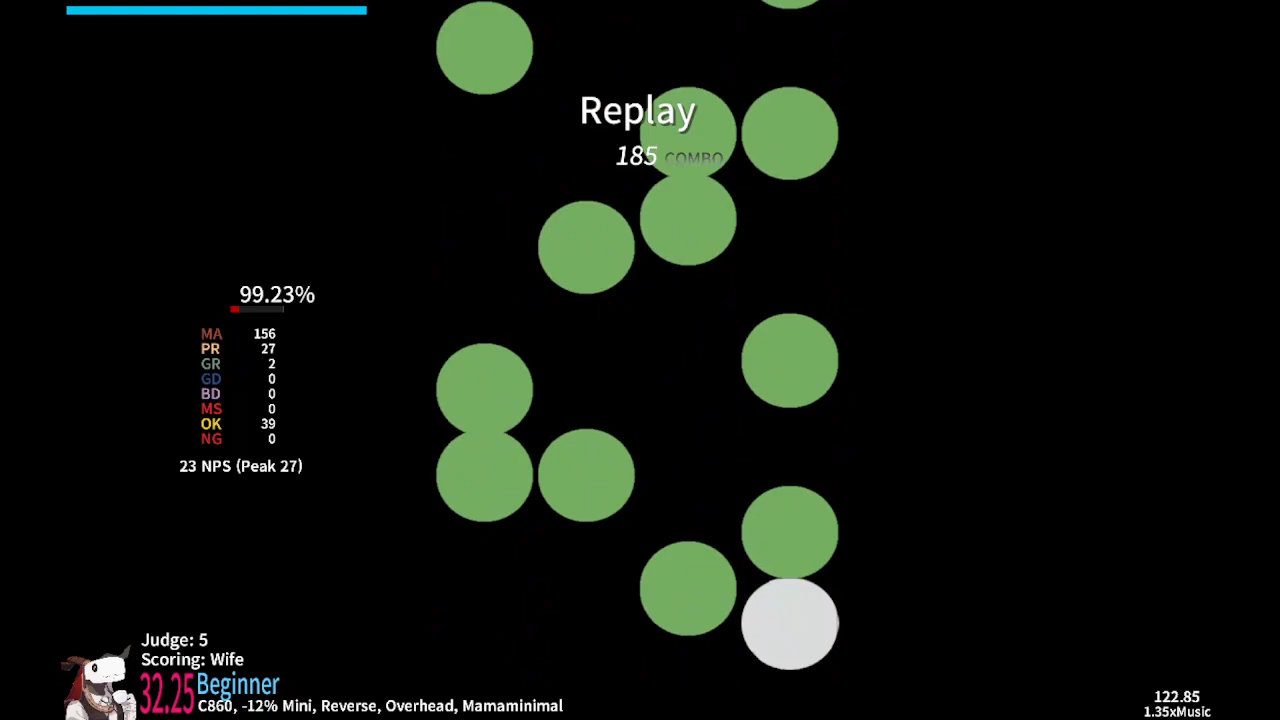 Replay
185 COMBO
99.23%
MA 156
PR 27
GR 2
GD 0
BD 0
MS 0
OK 39
NG 0
23 NPS (Peak 27)
Judge: 5
Scoring: Wife
32.25 Beginner
C860, -12% Mini, Reverse, Overhead, Mamaminimal
122.85
1.35xMusic